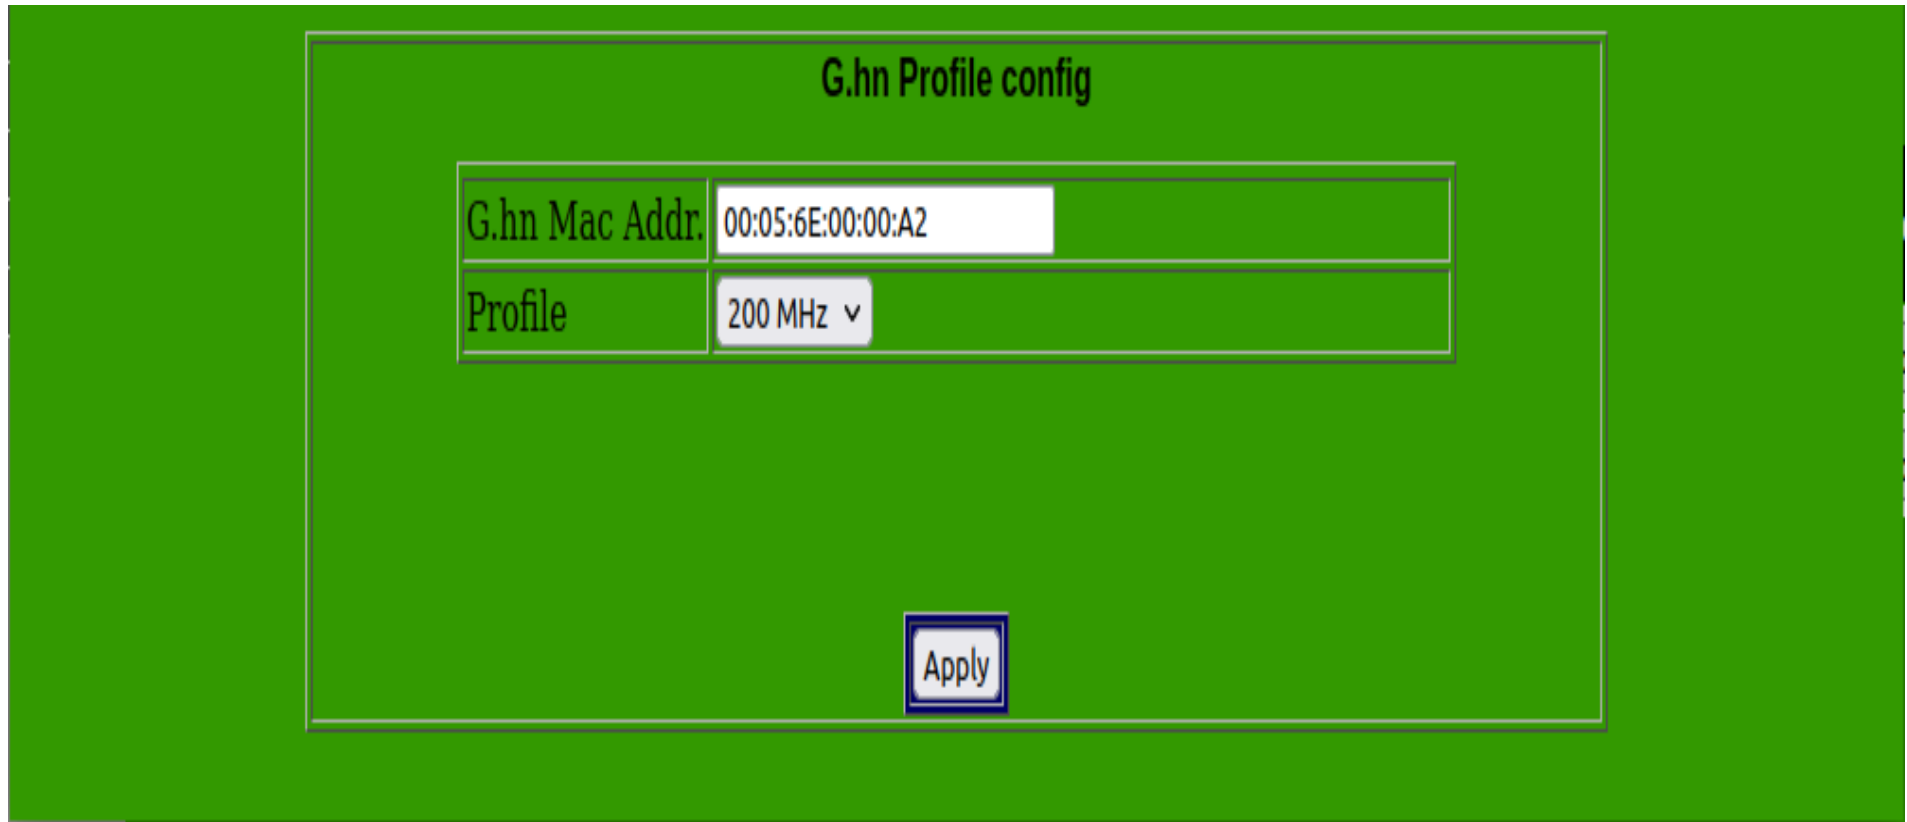 G.hn Profile config
G.hn Mac Addr. 00:05:6E:00:00:A2
Profile 200 MHz
Apply